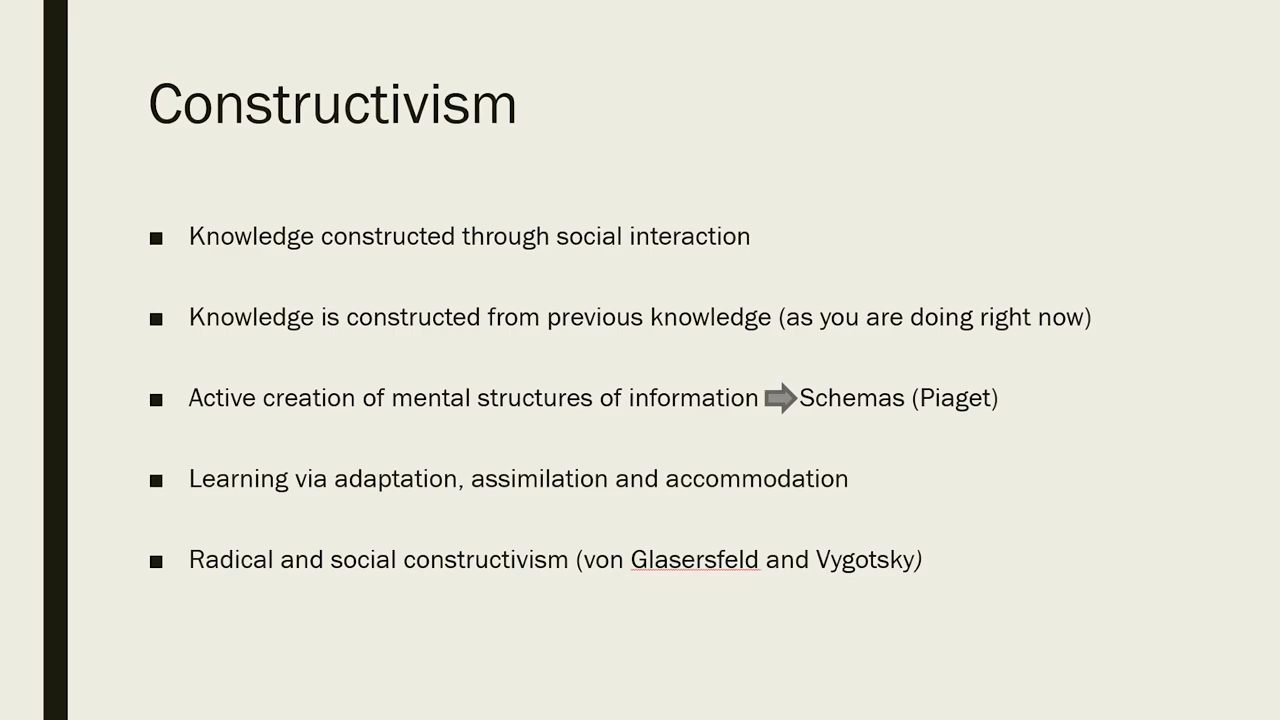 Constructivism
Knowledge constructed through social interaction
Knowledge is constructed from previous knowledge (as you are doing right now)
Active creation of mental structures of information Schemas (Piaget)
Learning via adaptation, assimilation and accommodation
Radical and social constructivism (von Glasersfeld and Vygotsky)